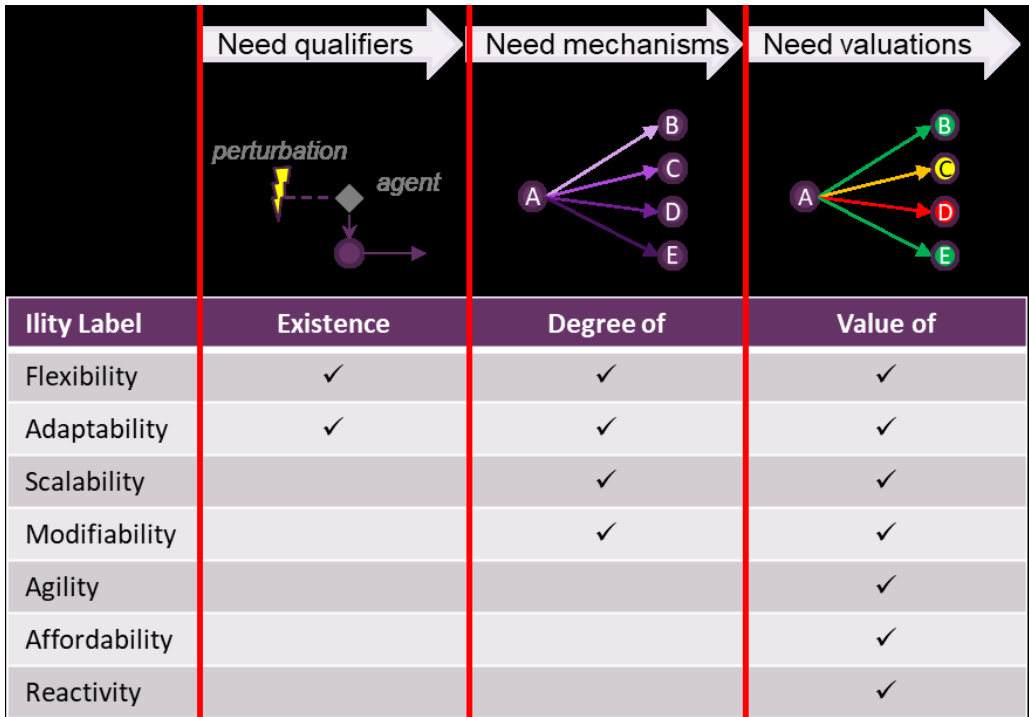 Need qualifiers Need mechanisms Need valuations
perturbation
agent
A
B
C
D
E
A
B
C
D
E
Ility Label Existence Degree of Value of
Flexibility ✓ ✓ ✓
Adaptability ✓ ✓ ✓
Scalability ✓ ✓
Modifiability ✓ ✓
Agility ✓
Affordability ✓
Reactivity ✓